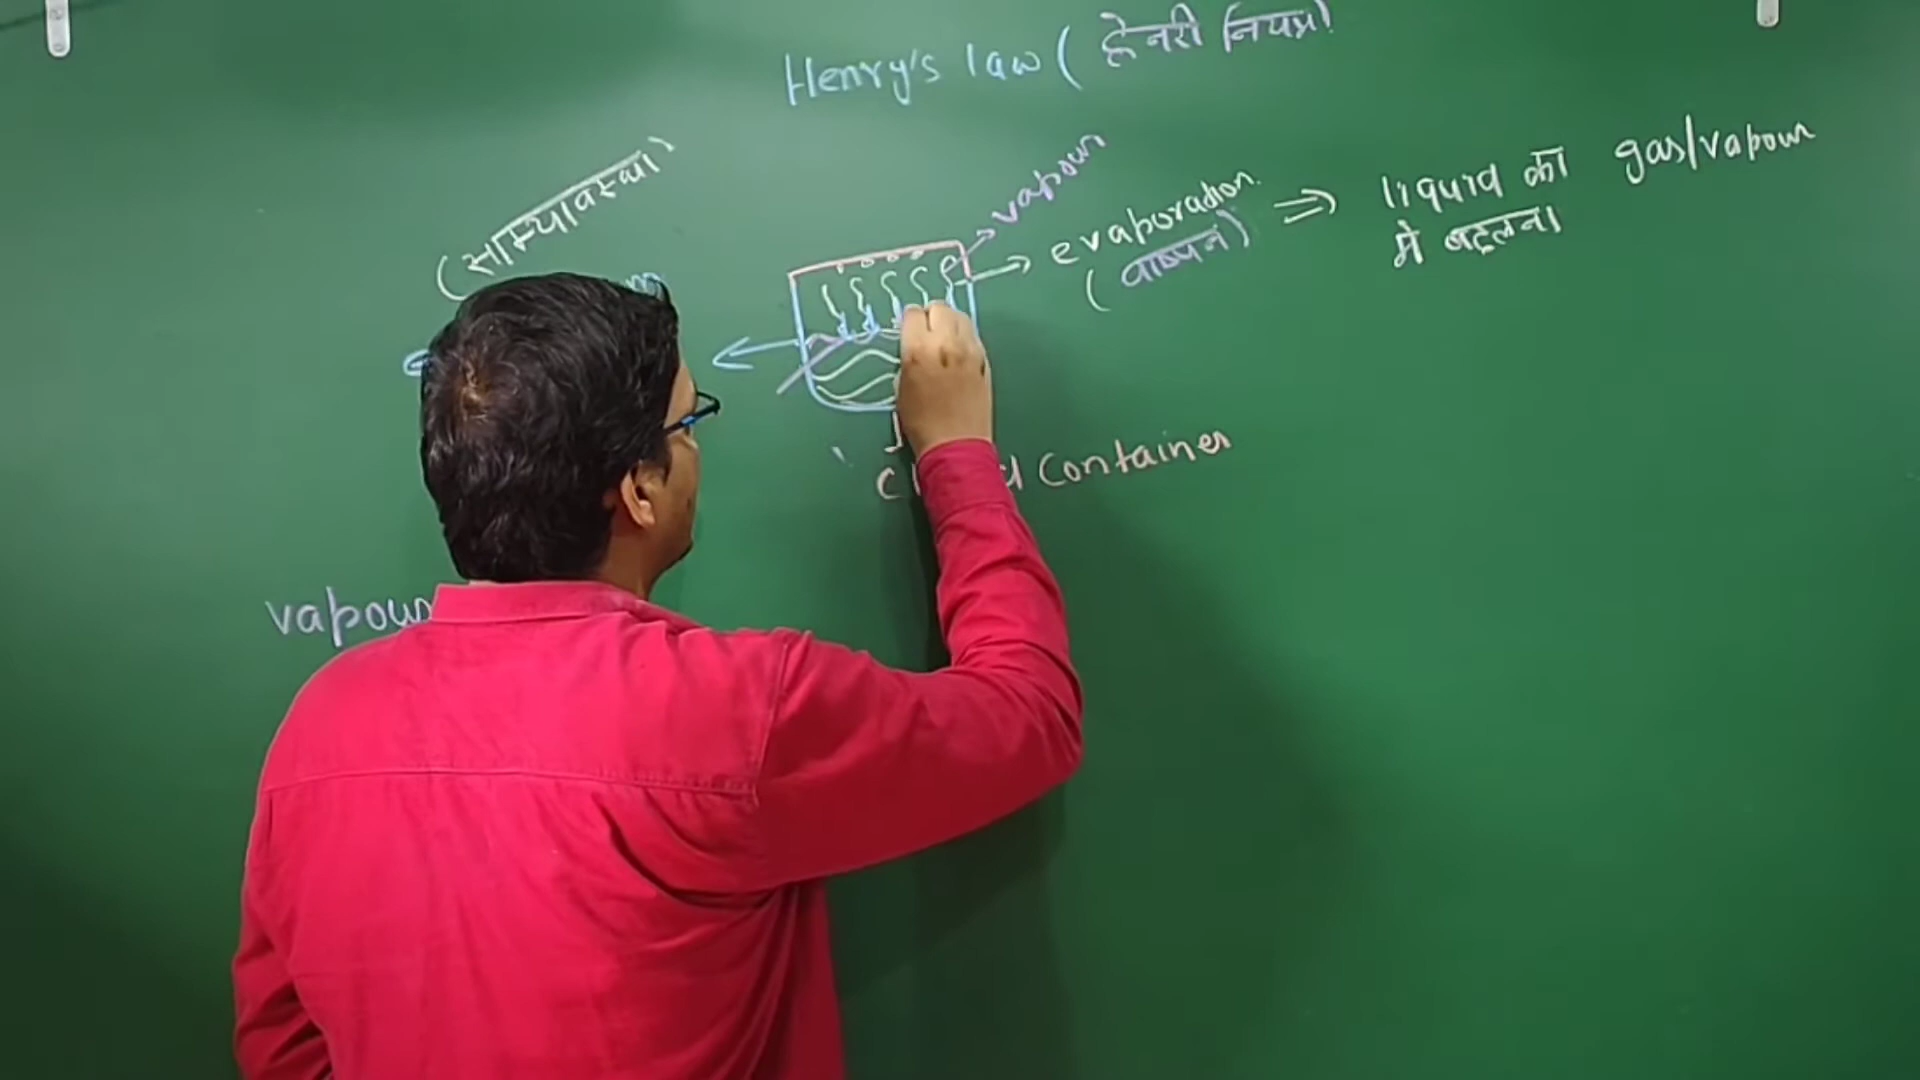 Henry's law ( हेनरी नियम)
(साम्यावस्था)
vapour
evaporation. ⇒ liquid का gas/vapour
(वाष्पन) में बदलना
Container
vapour